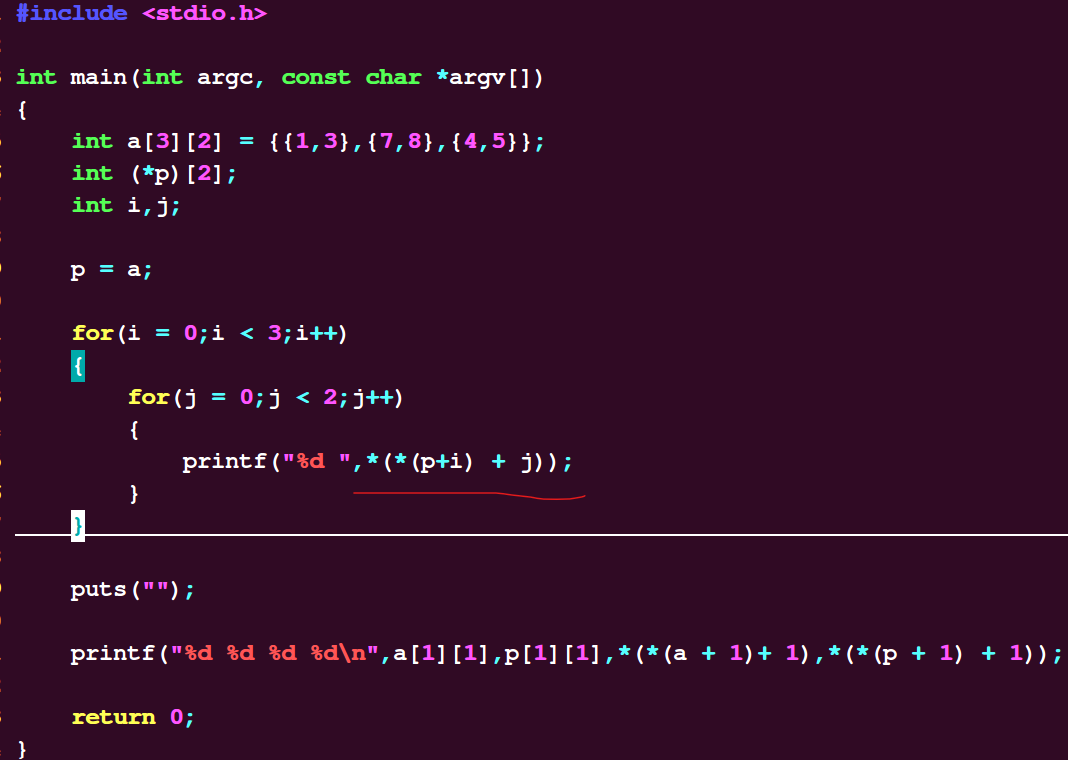 #include <stdio.h>
int main(int argc, const char *argv[])
{
    int a[3][2] = {{1,3},{7,8},{4,5}};
    int (*p)[2];
    int i,j;
    p = a;
    for(i = 0;i < 3;i++)
    {
        for(j = 0;j < 2;j++)
        {
            printf("%d ",*(*(p+i) + j));
        }
    }
    puts("");
    printf("%d %d %d %d\n",a[1][1],p[1][1],*(*(a + 1)+ 1),*(*(p + 1) + 1));
    return 0;
}